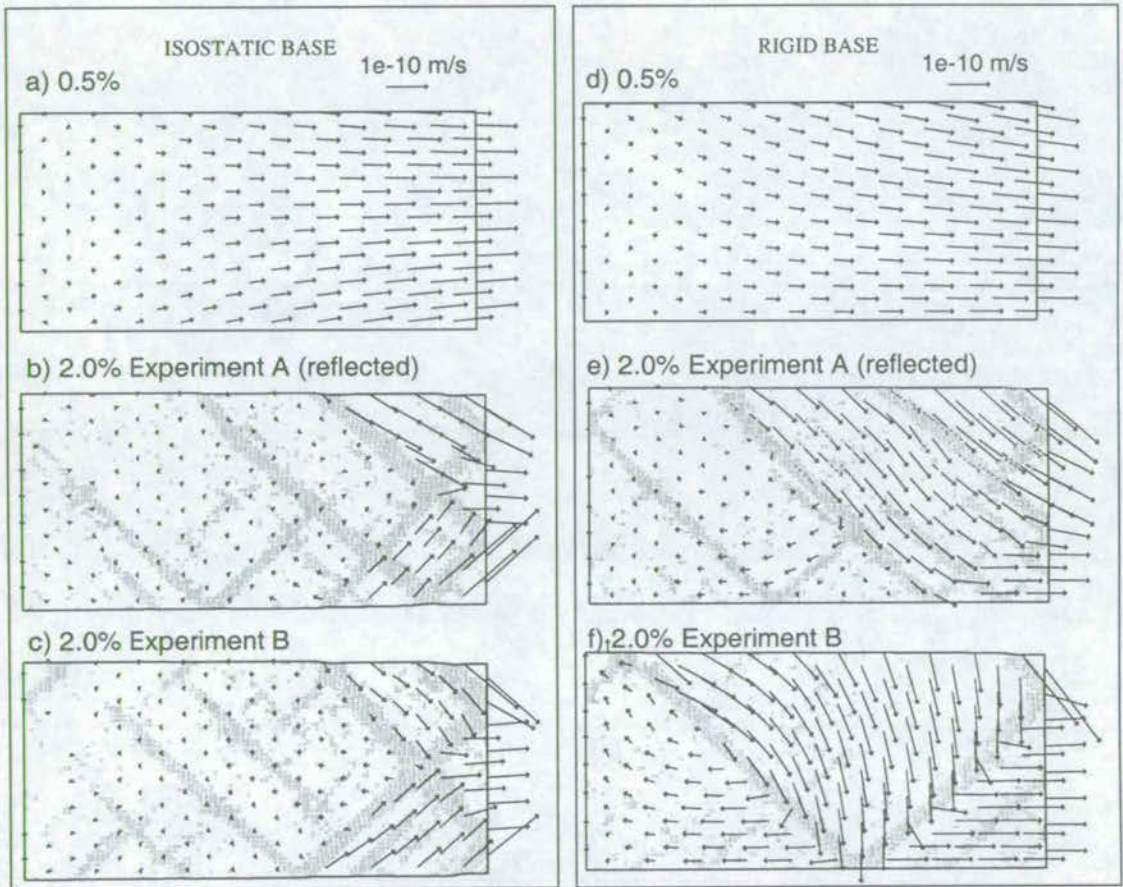 ISOSTATIC BASE
a) 0.5%
1e-10 m/s
b) 2.0% Experiment A (reflected)
c) 2.0% Experiment B
RIGID BASE
d) 0.5%
1e-10 m/s
e) 2.0% Experiment A (reflected)
f) 2.0% Experiment B